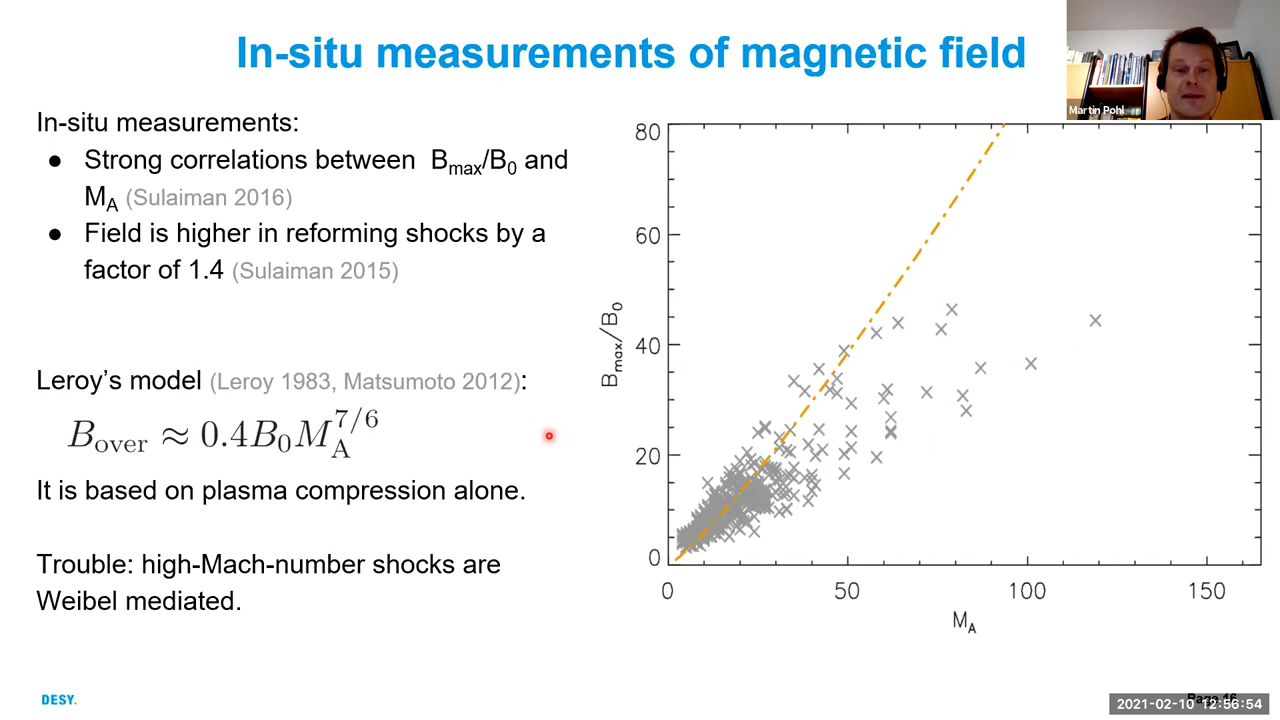 In-situ measurements of magnetic field
Martin Pohl
In-situ measurements:
● Strong correlations between B_max/B_0 and
M_A (Sulaiman 2016)
● Field is higher in reforming shocks by a
factor of 1.4 (Sulaiman 2015)
Leroy's model (Leroy 1983, Matsumoto 2012):
B_over ≈ 0.4B_0M_A^{7/6}
It is based on plasma compression alone.
Trouble: high-Mach-number shocks are
Weibel mediated.
B_max/B_0
80
60
40
20
0
0 50 100 150
M_A
DESY.
Page 16
2021-02-10 12:56:54